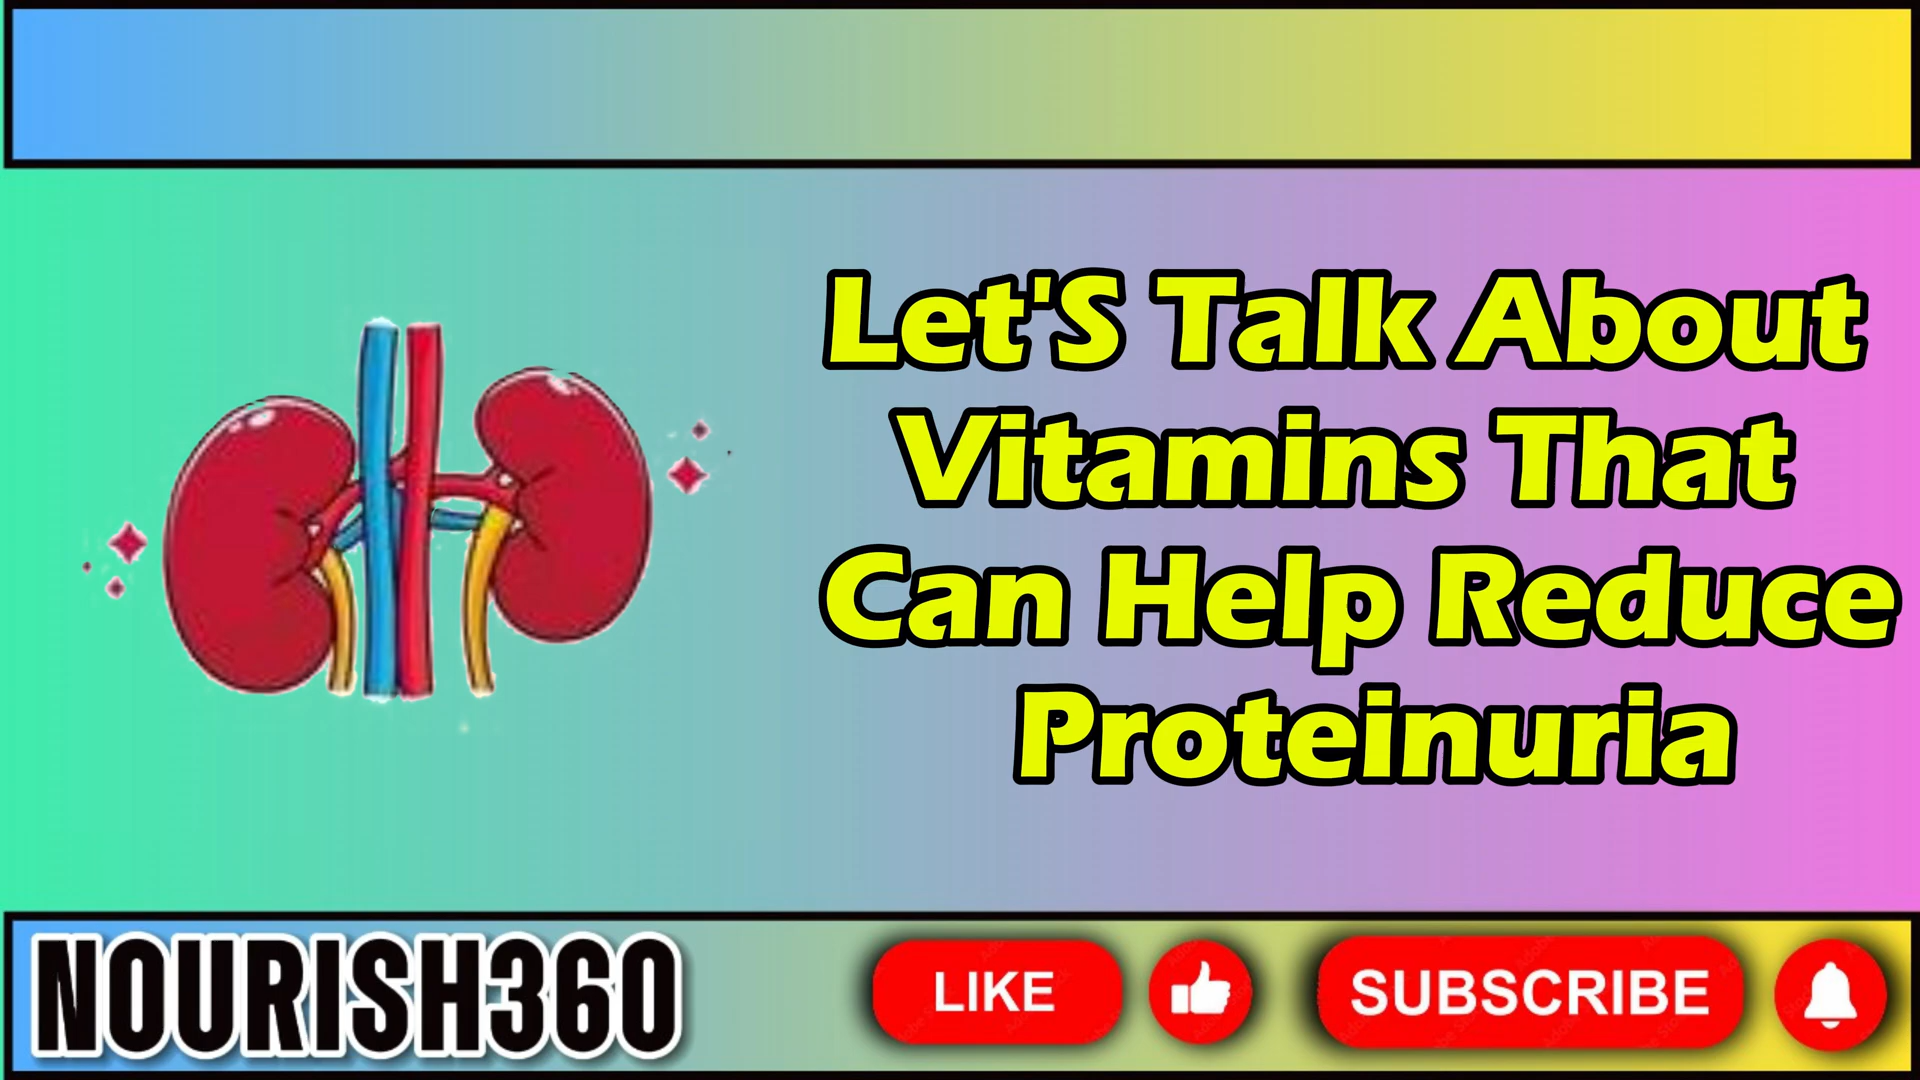 Let'S Talk About
Vitamins That
Can Help Reduce
Proteinuria
NOURISH360
LIKE
SUBSCRIBE